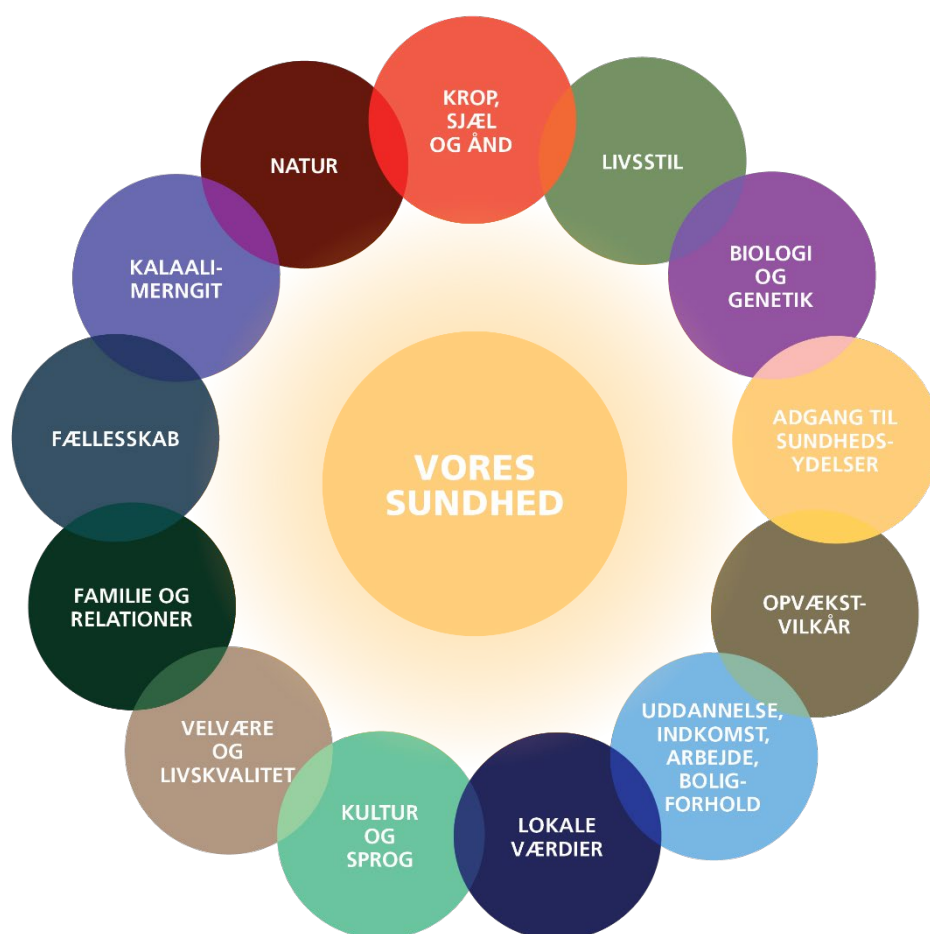 KROP,
SJÆL
OG ÅND
LIVSSTIL
BIOLOGI
OG
GENETIK
ADGANG TIL
SUNDHEDS-
YDELSER
OPVÆKST-
VILKÅR
UDDANNELSE,
INDKOMST,
ARBEJDE,
BOLIG-
FORHOLD
LOKALE
VÆRDIER
KULTUR
OG
SPROG
VELVÆRE
OG
LIVSKVALITET
FAMILIE OG
RELATIONER
FÆLLESSKAB
KALAALI-
MERNGIT
NATUR
VORES
SUNDHED